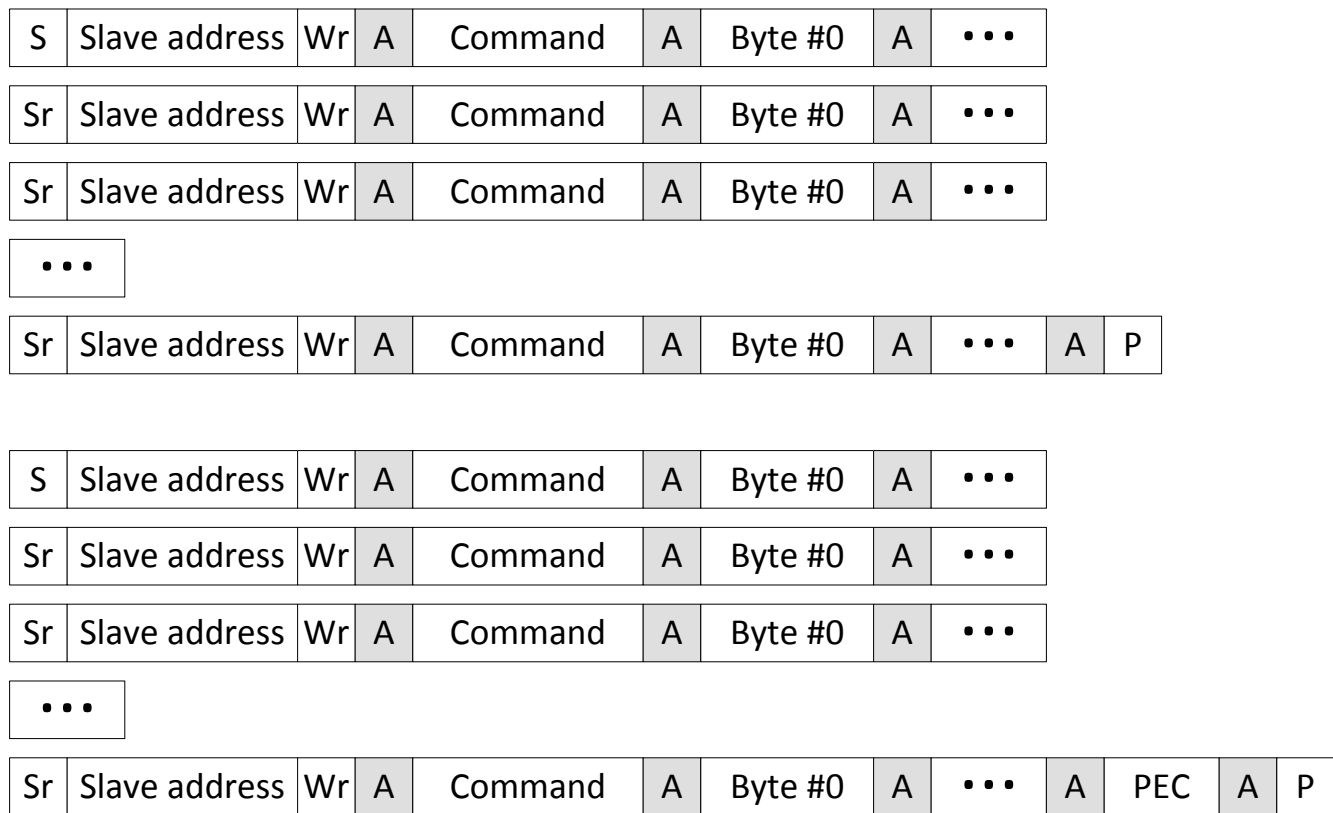 S Slave address Wr A Command A Byte #0 A •••
Sr Slave address Wr A Command A Byte #0 A •••
Sr Slave address Wr A Command A Byte #0 A •••
•••
Sr Slave address Wr A Command A Byte #0 A ••• A P
S Slave address Wr A Command A Byte #0 A •••
Sr Slave address Wr A Command A Byte #0 A •••
Sr Slave address Wr A Command A Byte #0 A •••
•••
Sr Slave address Wr A Command A Byte #0 A ••• A PEC A P